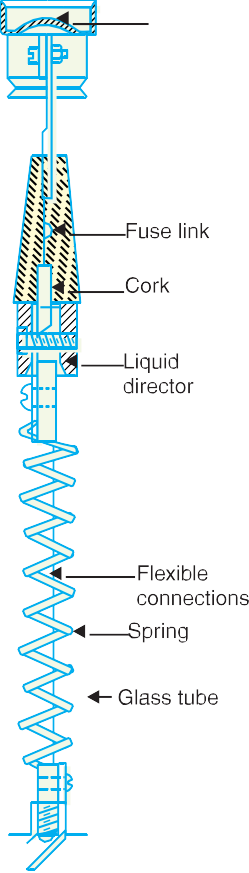 Fuse link
Cork
Liquid
director
Flexible
connections
Spring
Glass tube